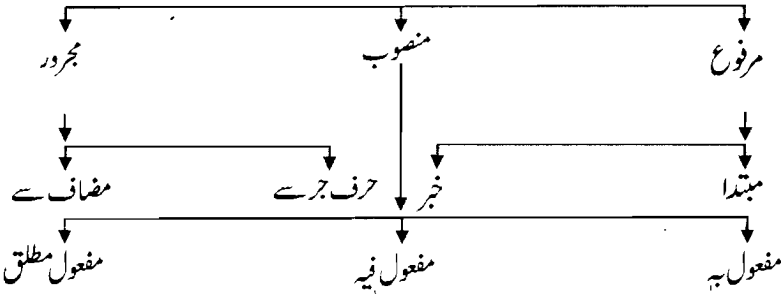 مرفوع منصوب مجرور
مبتدا خبر حرف جر سے مضاف سے
مفعول بہ مفعول فیہ مفعول مطلق